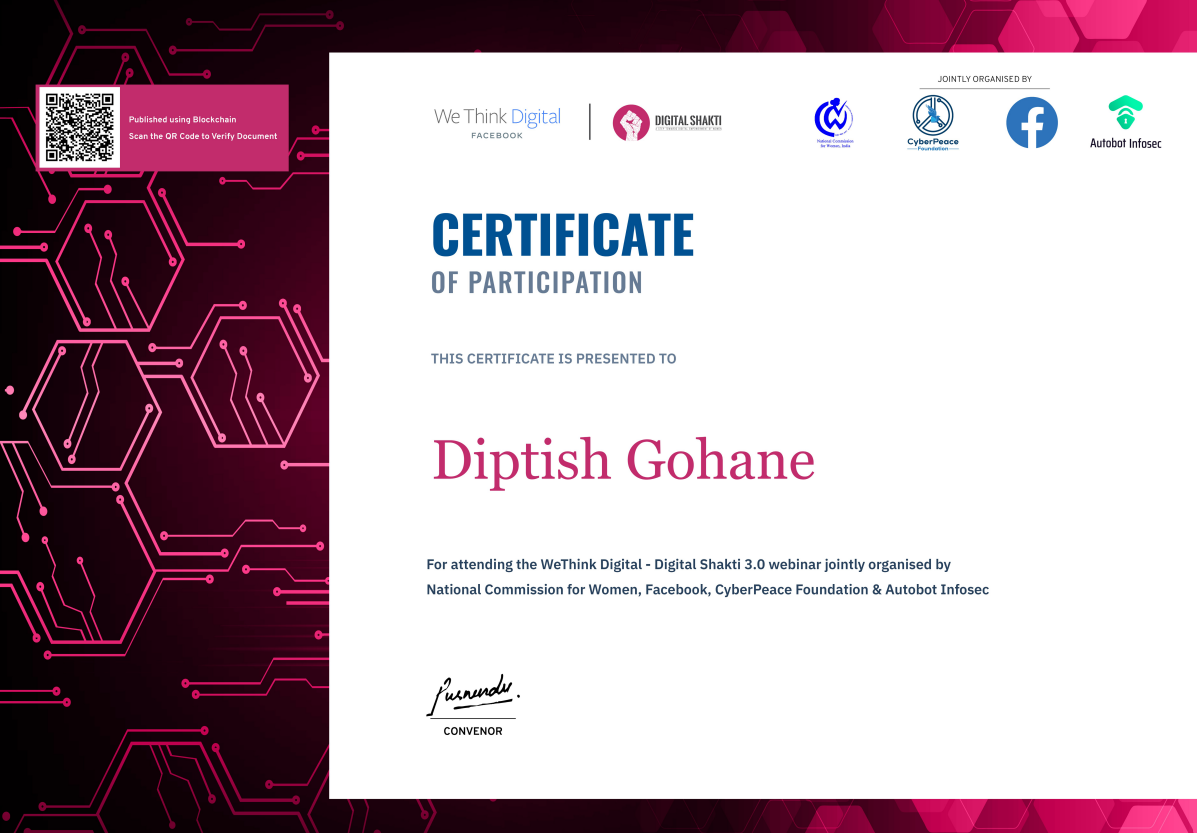 Published using Blockchain
Scan the QR Code to Verify Document
We Think Digital
FACEBOOK
DIGITAL SHAKTI
JOINTLY ORGANISED BY
National Commission
for Women, India
CyberPeace
Foundation
Autobot Infosec
CERTIFICATE
OF PARTICIPATION
THIS CERTIFICATE IS PRESENTED TO
Diptish Gohane
For attending the WeThink Digital - Digital Shakti 3.0 webinar jointly organised by
National Commission for Women, Facebook, CyberPeace Foundation & Autobot Infosec
Purnendu.
CONVENOR